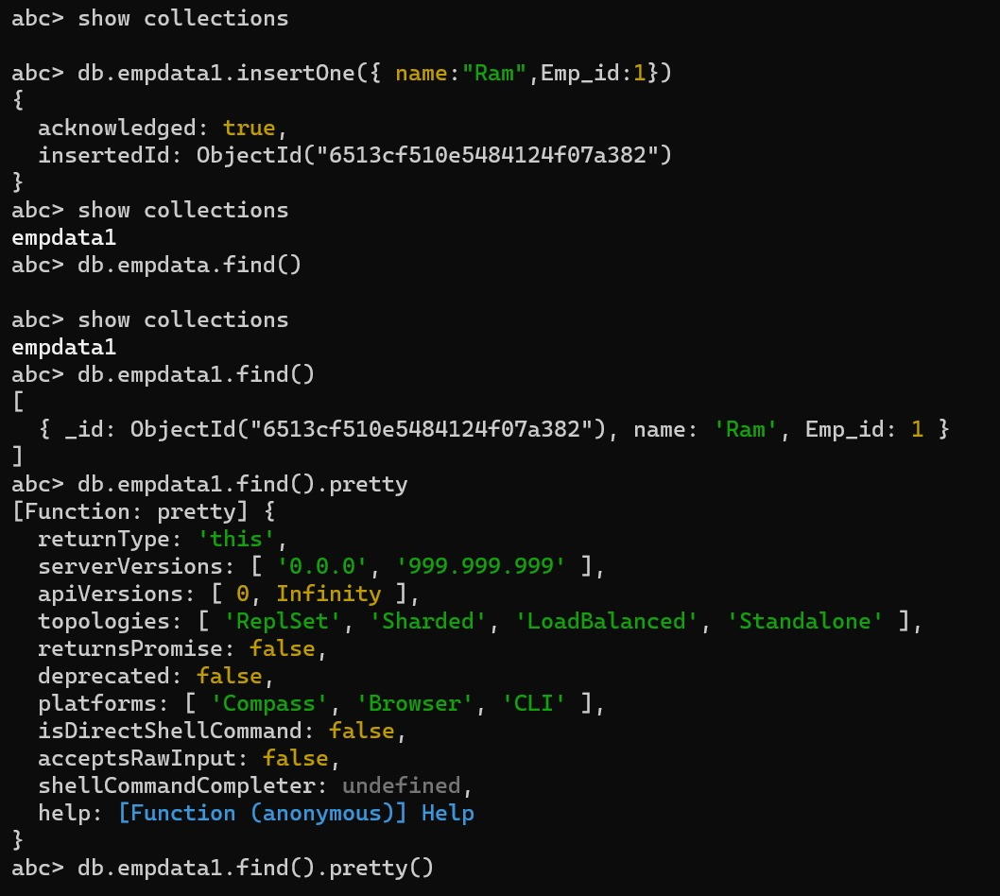 abc> show collections
abc> db.empdata1.insertOne({ name:"Ram",Emp_id:1})
{
  acknowledged: true,
  insertedId: ObjectId("6513cf510e5484124f07a382")
}
abc> show collections
empdata1
abc> db.empdata.find()
abc> show collections
empdata1
abc> db.empdata1.find()
[
  { _id: ObjectId("6513cf510e5484124f07a382"), name: 'Ram', Emp_id: 1 }
]
abc> db.empdata1.find().pretty
[Function: pretty] {
  returnType: 'this',
  serverVersions: [ '0.0.0', '999.999.999' ],
  apiVersions: [ 0, Infinity ],
  topologies: [ 'ReplSet', 'Sharded', 'LoadBalanced', 'Standalone' ],
  returnsPromise: false,
  deprecated: false,
  platforms: [ 'Compass', 'Browser', 'CLI' ],
  isDirectShellCommand: false,
  acceptsRawInput: false,
  shellCommandCompleter: undefined,
  help: [Function (anonymous)] Help
}
abc> db.empdata1.find().pretty()